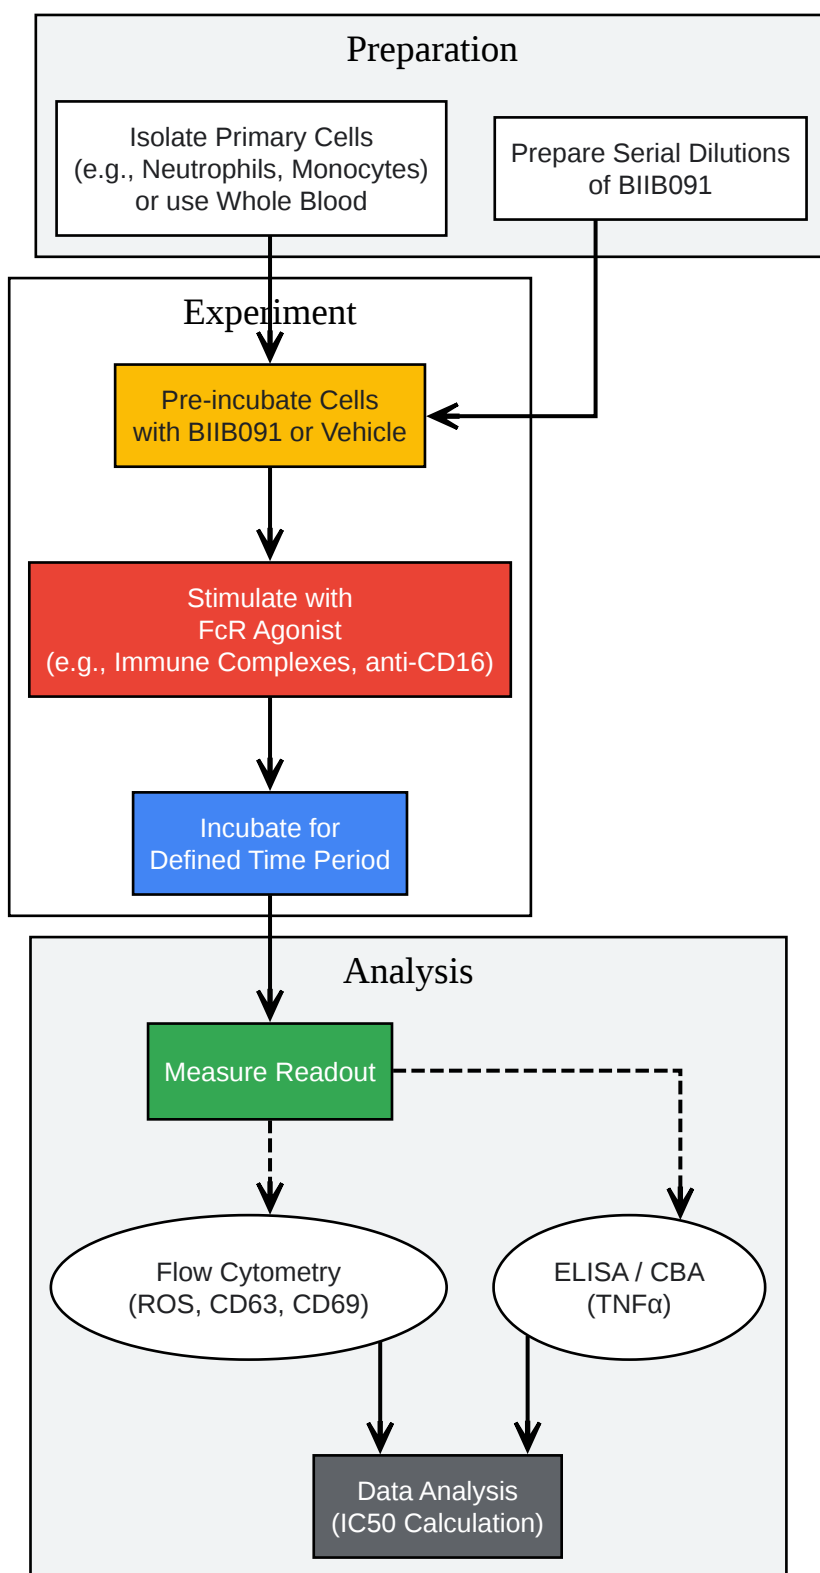 Preparation
Isolate Primary Cells
(e.g., Neutrophils, Monocytes)
or use Whole Blood
Prepare Serial Dilutions
of BIIB091
Experiment
Pre-incubate Cells
with BIIB091 or Vehicle
Stimulate with
FcR Agonist
(e.g., Immune Complexes, anti-CD16)
Incubate for
Defined Time Period
Analysis
Measure Readout
Flow Cytometry
(ROS, CD63, CD69)
ELISA / CBA
(TNFα)
Data Analysis
(IC50 Calculation)